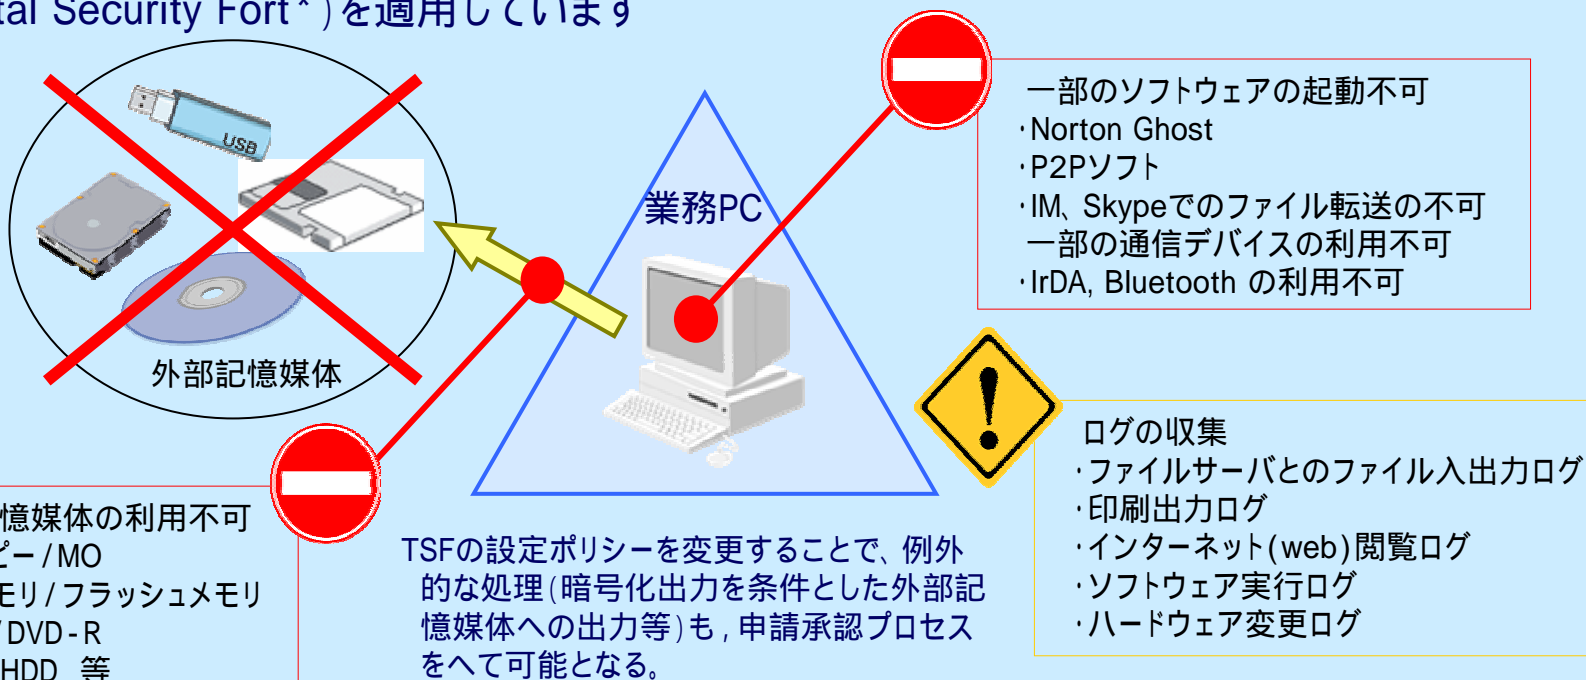 tal Security Fort*)を適用しています
USB
外部記憶媒体
業務PC
一部のソフトウェアの起動不可
・Norton Ghost
・P2Pソフト
・IM、Skypeでのファイル転送の不可
一部の通信デバイスの利用不可
・IrDA, Bluetooth の利用不可
ログの収集
・ファイルサーバとのファイル入出力ログ
・印刷出力ログ
・インターネット(web)閲覧ログ
・ソフトウェア実行ログ
・ハードウェア変更ログ
憶媒体の利用不可
ピー/MO
モリ/フラッシュメモリ
/DVD-R
HDD 等
TSFの設定ポリシーを変更することで、例外
的な処理(暗号化出力を条件とした外部記
憶媒体への出力等)も,申請承認プロセス
をへて可能となる。